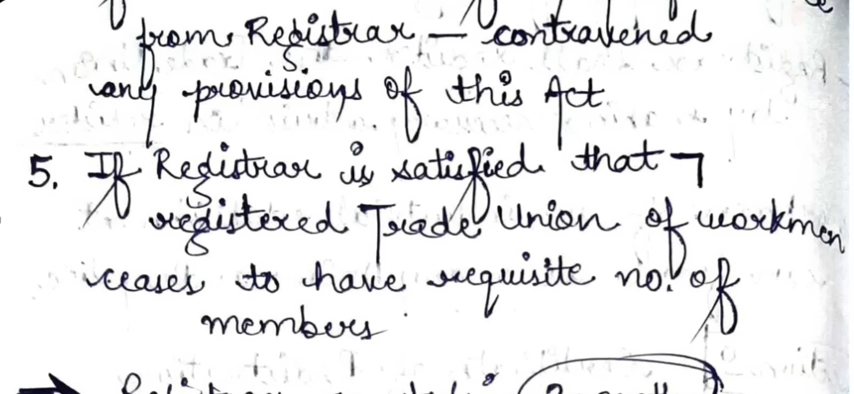 from Registrar — contravened
any provisions of this Act
5. If Registrar is satisfied that ¬
registered Trade Union of workmen
ceases to have requisite no. of
members